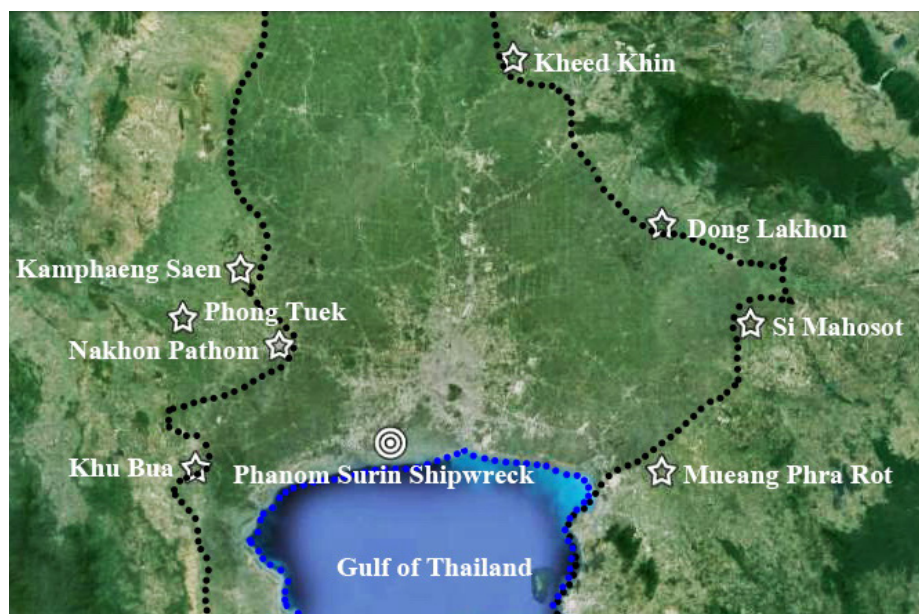 Kheed Khin
Dong Lakhon
Kamphaeng Saen
Phong Tuek
Si Mahosot
Nakhon Pathom
Khu Bua
Phanom Surin Shipwreck
Mueang Phra Rot
Gulf of Thailand